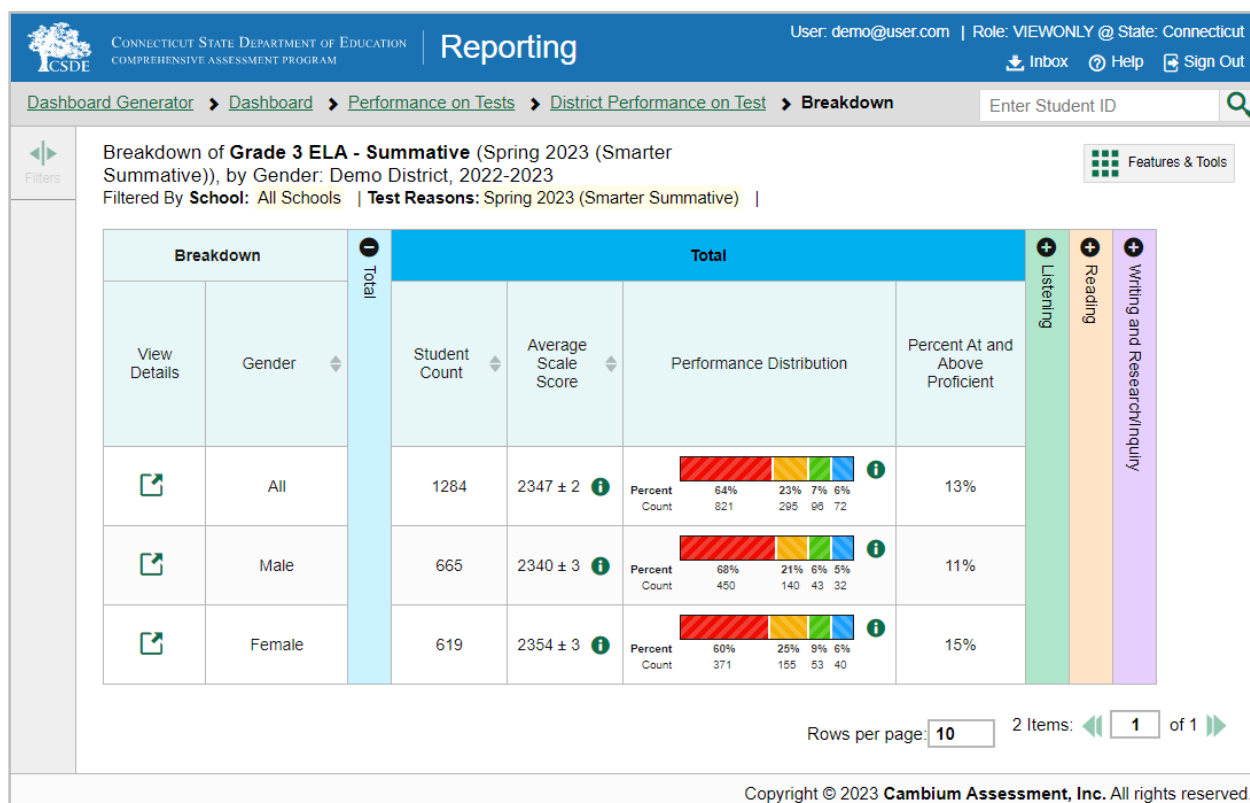 CSDE
CONNECTICUT STATE DEPARTMENT OF EDUCATION
COMPREHENSIVE ASSESSMENT PROGRAM
Reporting
User: demo@user.com | Role: VIEWONLY @ State: Connecticut
Inbox Help Sign Out
Dashboard Generator Dashboard Performance on Tests District Performance on Test Breakdown
Enter Student ID
Filters
Breakdown of Grade 3 ELA - Summative (Spring 2023 (Smarter
Summative)), by Gender: Demo District, 2022-2023
Filtered By School: All Schools | Test Reasons: Spring 2023 (Smarter Summative) |
Features & Tools
Breakdown
Total
Total
Listening
Reading
Writing and Research/Inquiry
View
Details
Gender
Student
Count
Average
Scale
Score
Performance Distribution
Percent At and
Above
Proficient
All 1284 2347 ± 2
Percent 64% 23% 7% 6%
Count 821 295 96 72
13%
Male 665 2340 ± 3
Percent 68% 21% 6% 5%
Count 450 140 43 32
11%
Female 619 2354 ± 3
Percent 60% 25% 9% 6%
Count 371 155 53 40
15%
Rows per page: 10 2 Items: 1 of 1
Copyright © 2023 Cambium Assessment, Inc. All rights reserved.